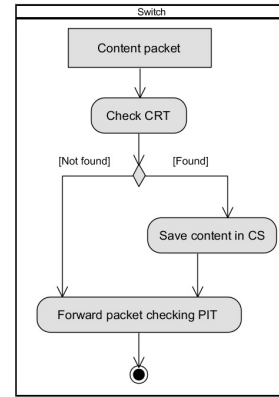 Switch
Content packet
Check CRT
[Not found]
[Found]
Save content in CS
Forward packet checking PIT